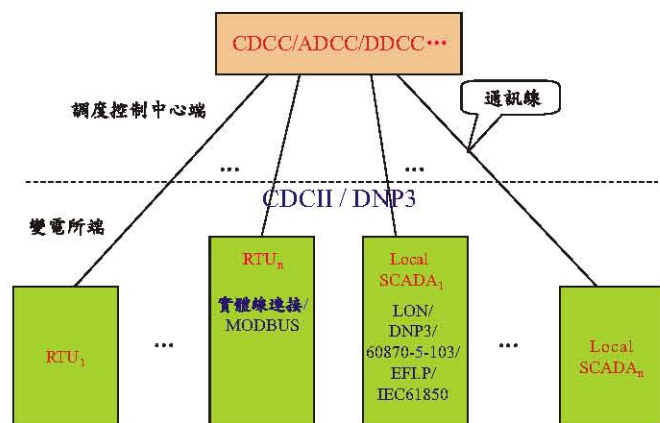 CDCC/ADCC/DDCC…
調度控制中心端
通訊線
… …
CDCII / DNP3
變電所端
RTU1
…
RTUn
實體線連接/
MODBUS
Local
SCADA1
LON/
DNP3/
60870-5-103/
EFLP/
IEC61850
…
Local
SCADAn